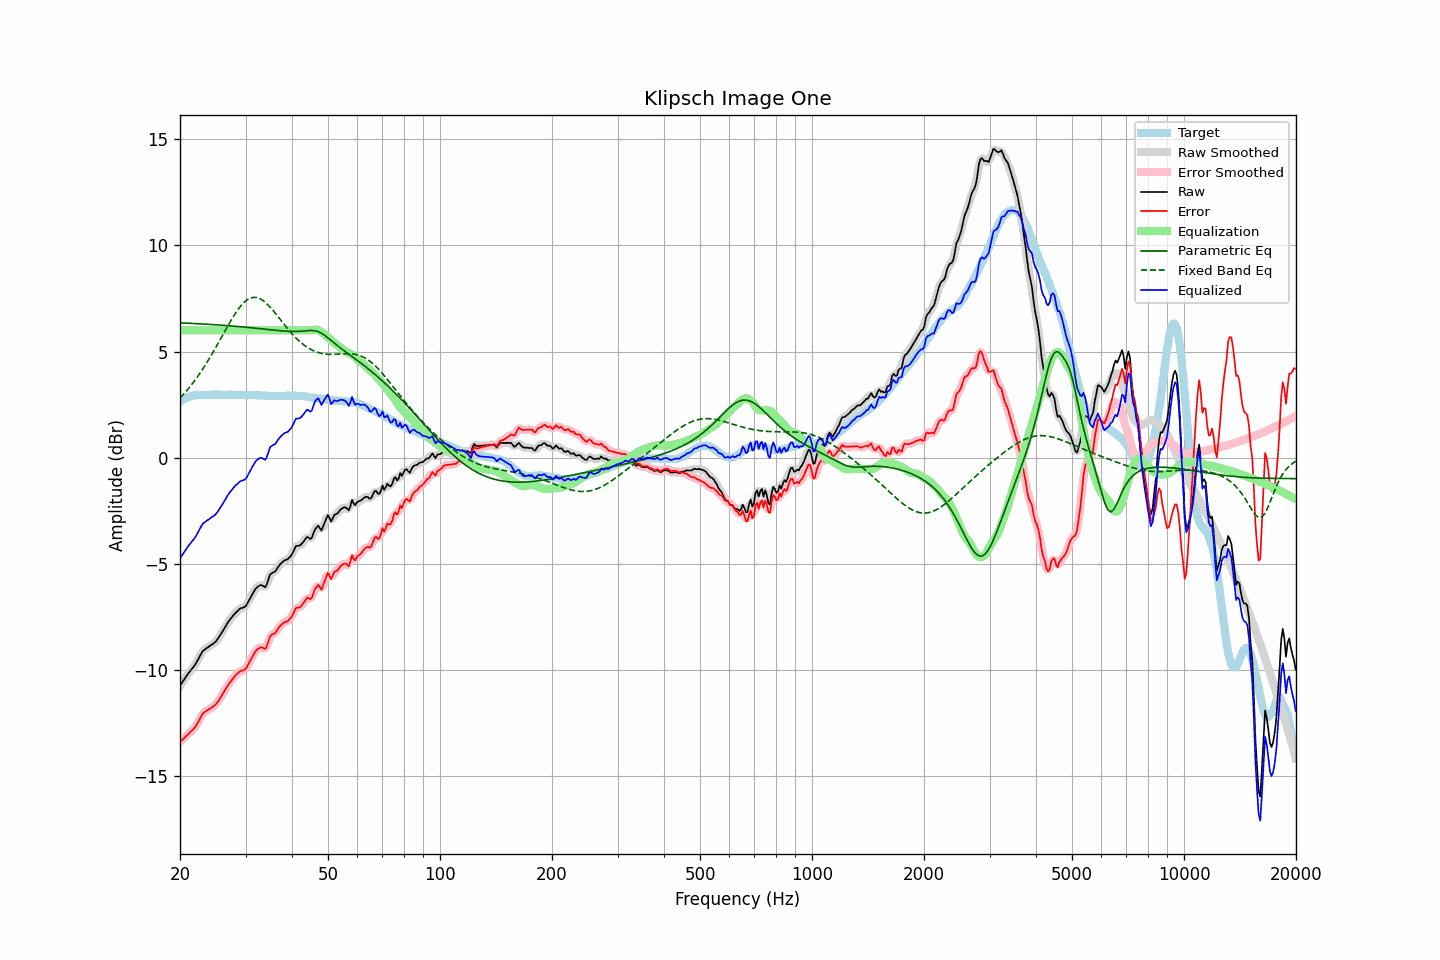 Klipsch Image One
Amplitude (dBr)
15
10
5
0
−5
−10
−15
Target
Raw Smoothed
Error Smoothed
Raw
Error
Equalization
Parametric Eq
Fixed Band Eq
Equalized
20
50
100
200
500
1000
2000
5000
10000
20000
Frequency (Hz)